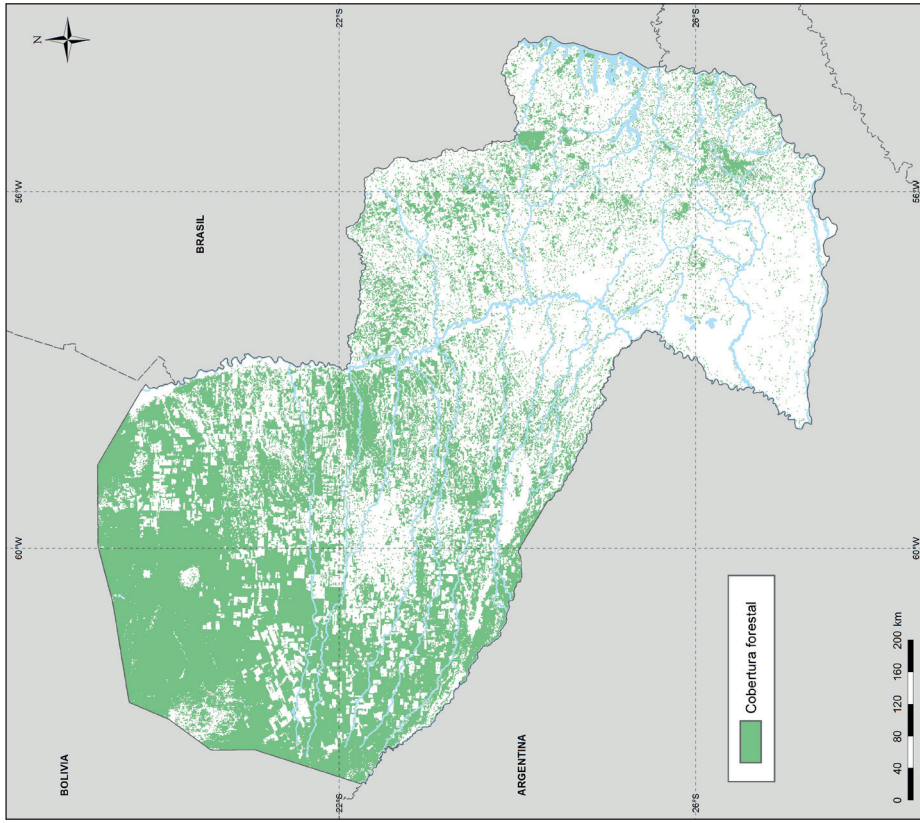 60°W 56°W
N
BOLIVIA
BRASIL
22°S 22°S
ARGENTINA
26°S 26°S
Cobertura forestal
0 40 80 120 160 200 km
60°W 56°W